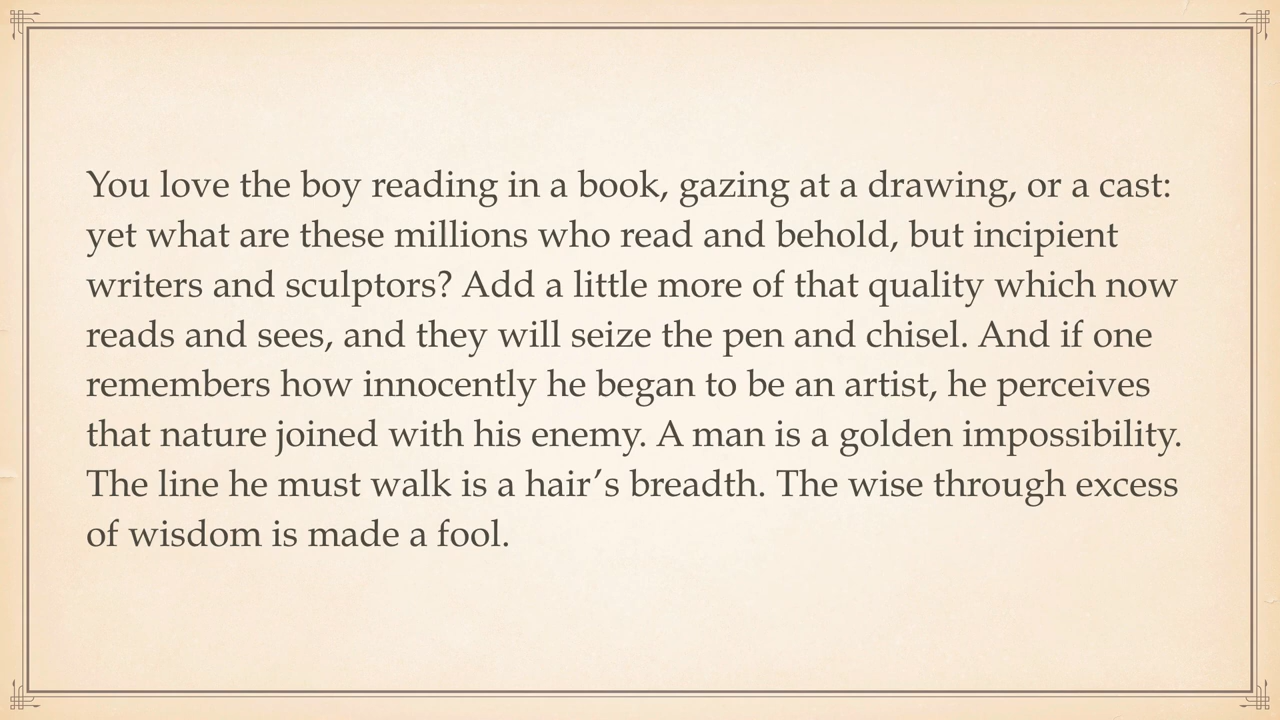 You love the boy reading in a book, gazing at a drawing, or a cast:
yet what are these millions who read and behold, but incipient
writers and sculptors? Add a little more of that quality which now
reads and sees, and they will seize the pen and chisel. And if one
remembers how innocently he began to be an artist, he perceives
that nature joined with his enemy. A man is a golden impossibility.
The line he must walk is a hair’s breadth. The wise through excess
of wisdom is made a fool.